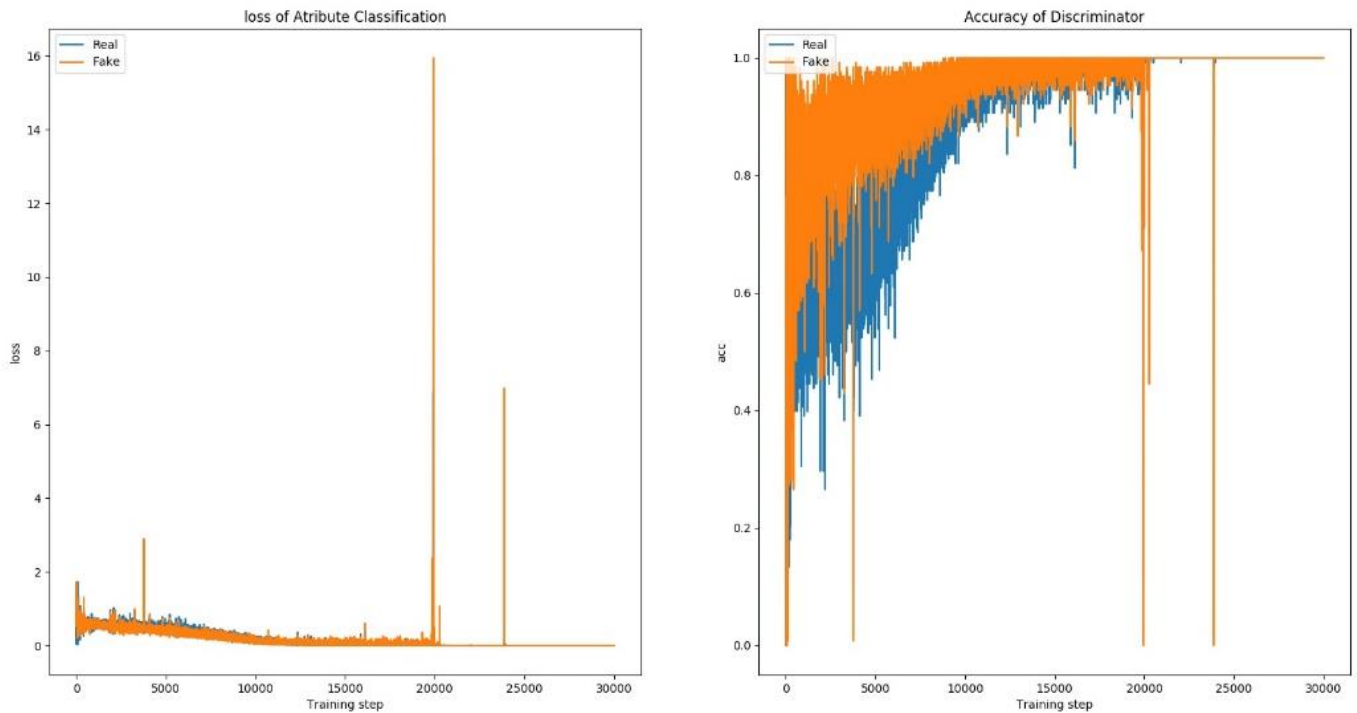 loss of Atribute Classification
Real
Fake
16
14
12
10
8
6
4
2
0
loss
0 5000 10000 15000 20000 25000 30000
Training step
Accuracy of Discriminator
Real
Fake
1.0
0.8
0.6
0.4
0.2
0.0
acc
0 5000 10000 15000 20000 25000 30000
Training step